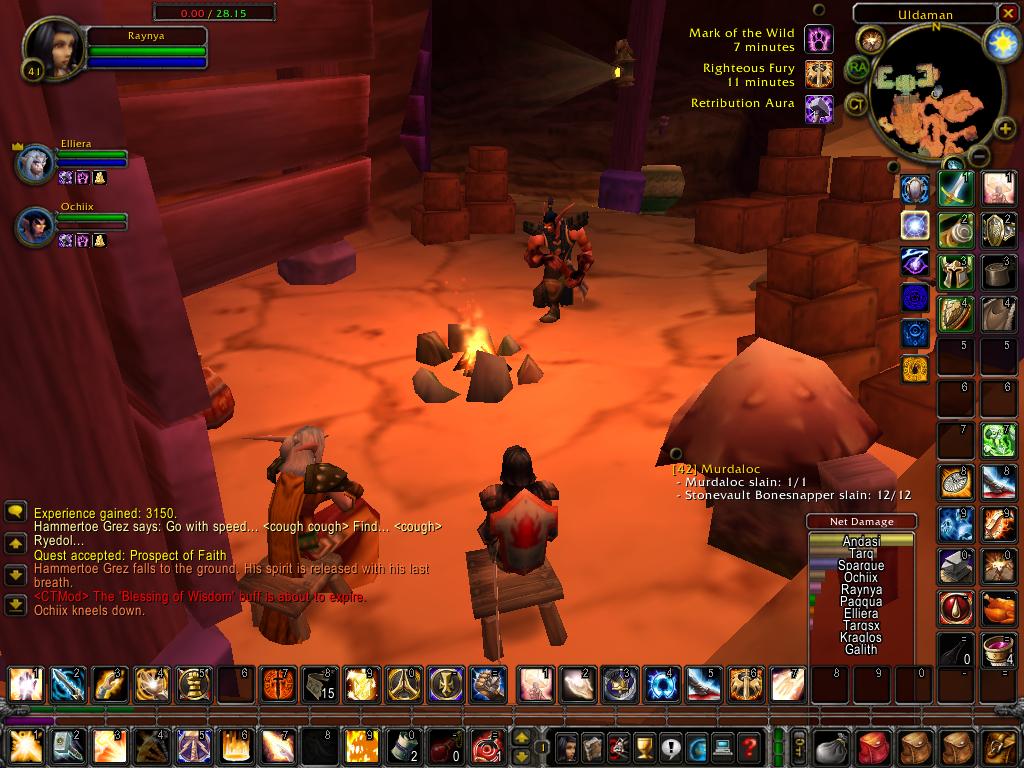 0.00 / 28.15
Raynya
41
Elliera
Ochiix
Mark of the Wild
7 minutes
Righteous Fury
11 minutes
Retribution Aura
Uldaman
N
RA
CT
[42] Murdaloc
- Murdaloc slain: 1/1
- Stonevault Bonesnapper slain: 12/12
Experience gained: 3150.
Hammertoe Grez says: Go with speed... <cough cough> Find... <cough>
Ryedol...
Quest accepted: Prospect of Faith
Hammertoe Grez falls to the ground. His spirit is released with his last
breath.
<CTMod> The 'Blessing of Wisdom' buff is about to expire.
Ochiix kneels down.
Net Damage
Andasi
Tarq
Sparque
Ochiix
Raynya
Paqqua
Elliera
Targsx
Kraglos
Galith